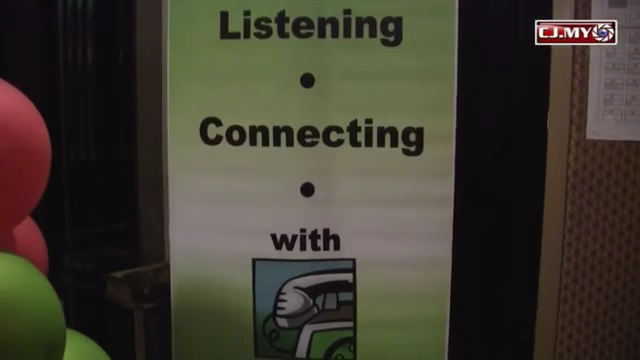 CJ.MY
Listening
•
Connecting
•
with